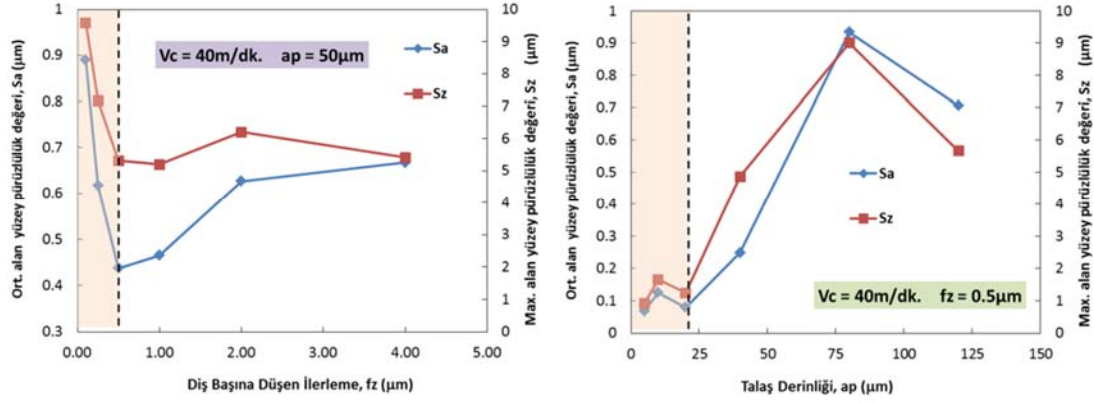 Ort. alan yüzey pürüzlülük değeri, Sa (µm)
1
0.9
0.8
0.7
0.6
0.5
0.4
0.3
Vc = 40m/dk. ap = 50µm
Sa
Sz
10
9
8
7
6
5
4
3
2
1
0
Max. alan yüzey pürüzlülük değeri, Sz (µm)
0.00 1.00 2.00 3.00 4.00 5.00
Diş Başına Düşen İlerleme, fz (µm)
Ort. alan yüzey pürüzlülük değeri, Sa (µm)
1
0.9
0.8
0.7
0.6
0.5
0.4
0.3
0.2
0.1
0
Sa
Sz
Vc = 40m/dk. fz = 0.5µm
10
9
8
7
6
5
4
3
2
1
0
Max. alan yüzey pürüzlülük değeri, Sz (µm)
0 25 50 75 100 125 150
Talaş Derinliği, ap (µm)